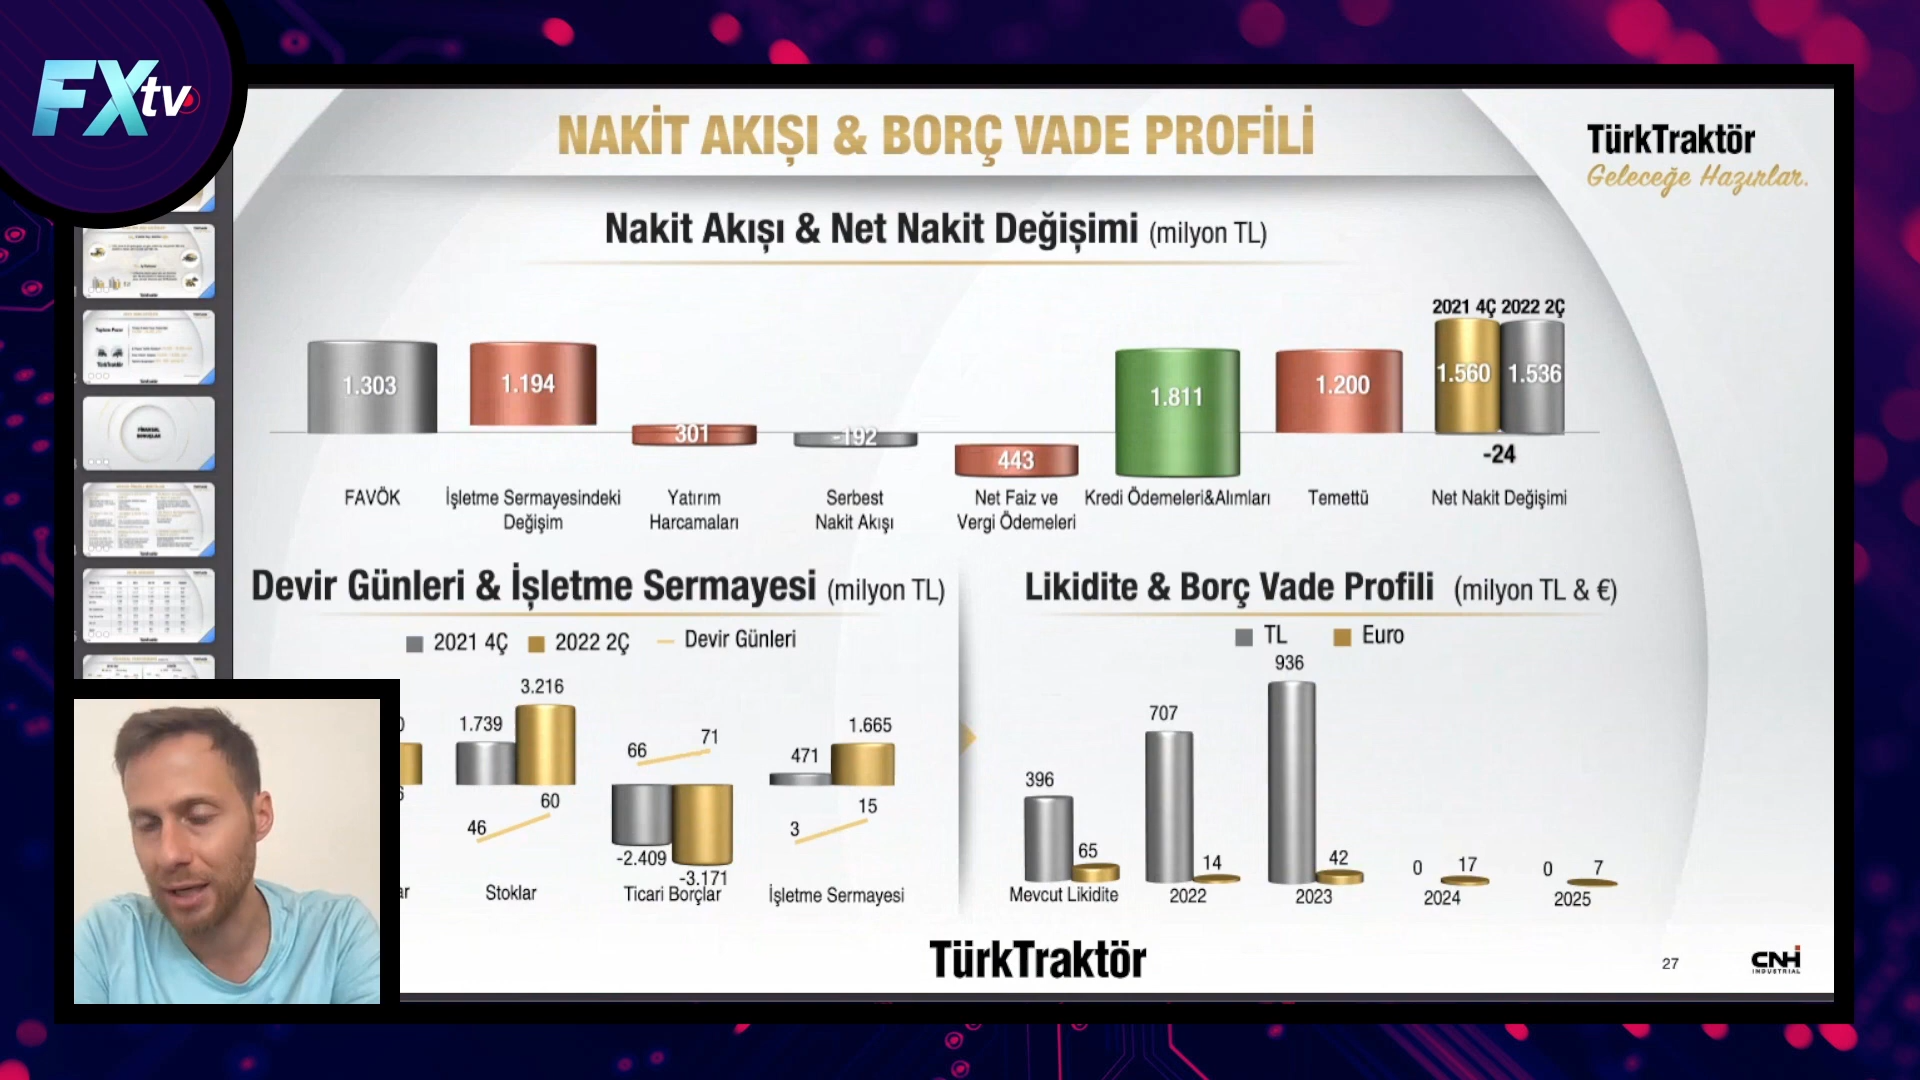 FXtv
NAKİT AKIŞI & BORÇ VADE PROFİLİ
TürkTraktör
Geleceğe Hazırlar.
Nakit Akışı & Net Nakit Değişimi (milyon TL)
2021 4Ç 2022 2Ç
1.303 1.194 301 -192 443 1.811 1.200 1.560 1.536
-24
FAVÖK
İşletme Sermayesindeki
Değişim
Yatırım
Harcamaları
Serbest
Nakit Akışı
Net Faiz ve
Vergi Ödemeleri
Kredi Ödemeleri&Alımları
Temettü
Net Nakit Değişimi
Devir Günleri & İşletme Sermayesi (milyon TL)
2021 4Ç 2022 2Ç Devir Günleri
1.739 3.216
46 60
Stoklar
66 71
-2.409 -3.171
Ticari Borçlar
471 1.665
3 15
İşletme Sermayesi
Likidite & Borç Vade Profili (milyon TL & €)
TL Euro
396 65
Mevcut Likidite
707 14
2022
936 42
2023
0 17
2024
0 7
2025
TürkTraktör
27
CNH
INDUSTRIAL